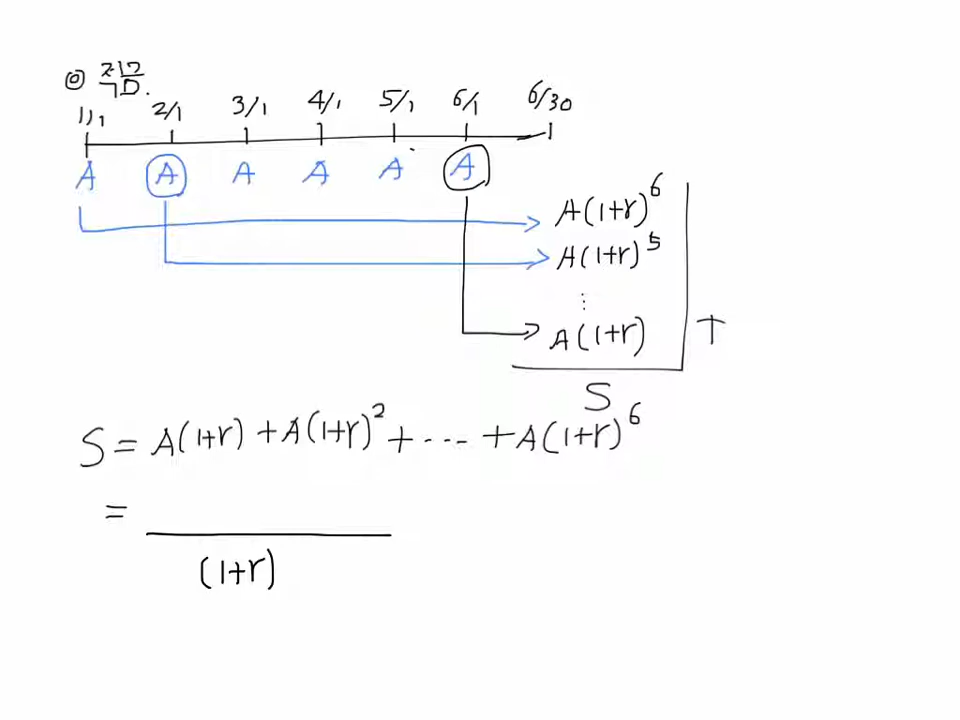 ◎ 적금.
1/1 2/1 3/1 4/1 5/1 6/1 6/30
A A A A A A
A(1+r)^6
A(1+r)^5
⋮
A(1+r) +
S
S = A(1+r) + A(1+r)^2 + ··· + A(1+r)^6
=
(1+r)